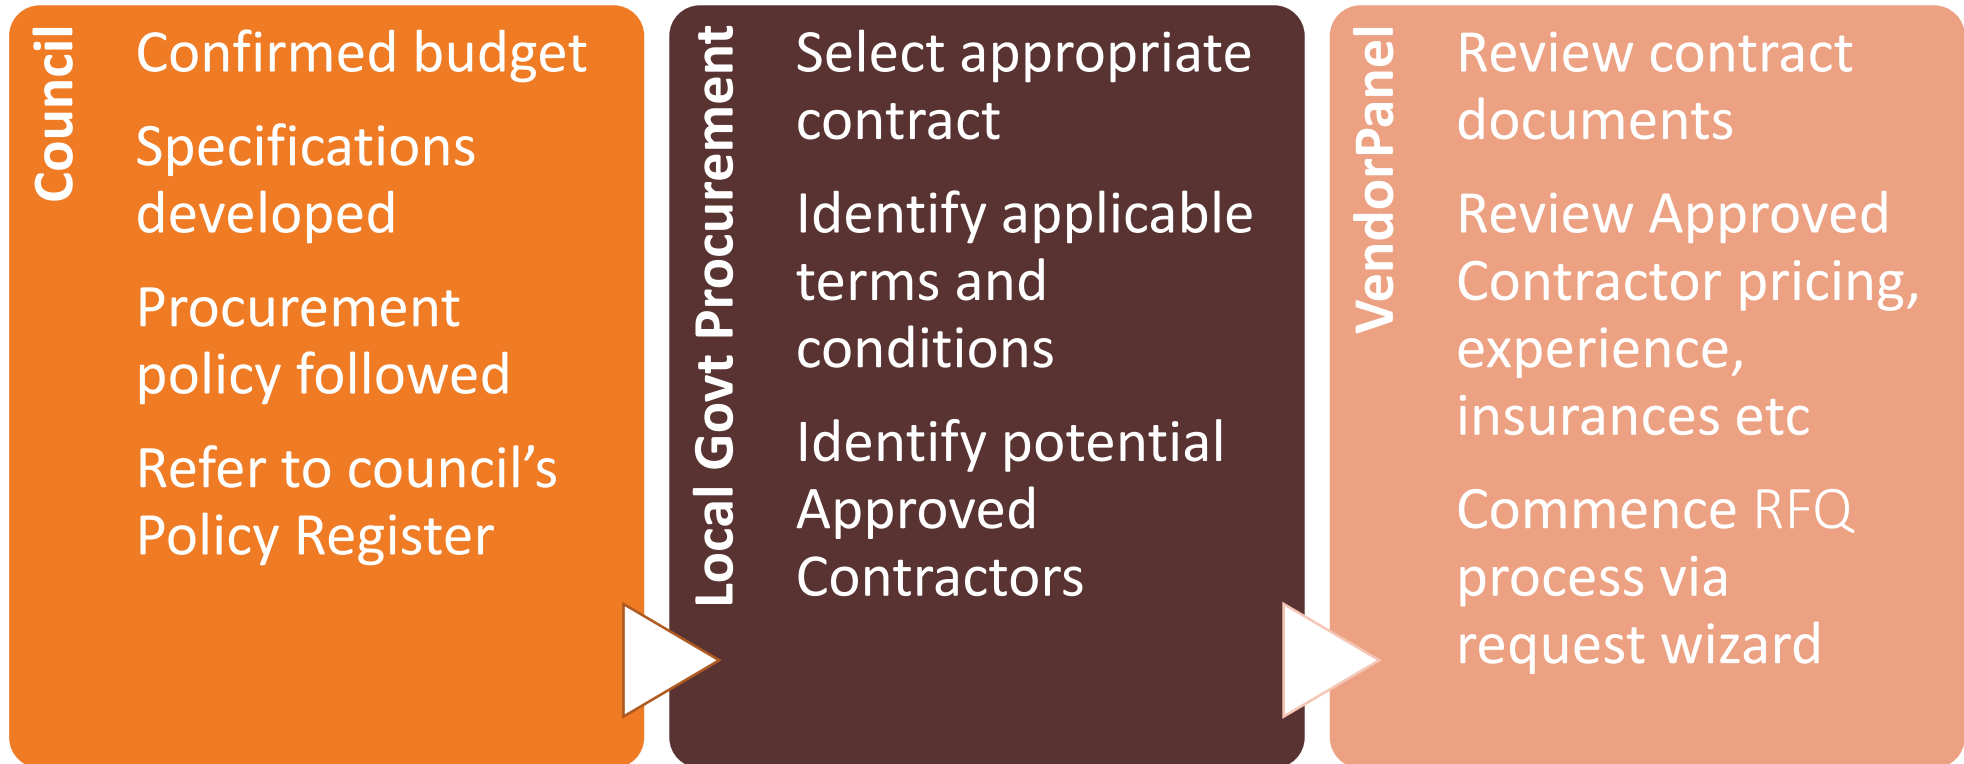 Council
Confirmed budget
Specifications
developed
Procurement
policy followed
Refer to council’s
Policy Register
Local Govt Procurement
Select appropriate
contract
Identify applicable
terms and
conditions
Identify potential
Approved
Contractors
VendorPanel
Review contract
documents
Review Approved
Contractor pricing,
experience,
insurances etc
Commence RFQ
process via
request wizard